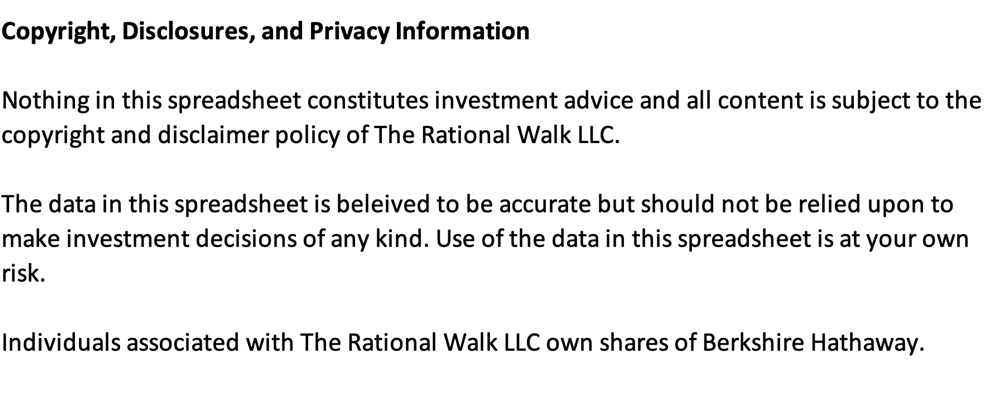 Copyright, Disclosures, and Privacy Information
Nothing in this spreadsheet constitutes investment advice and all content is subject to the
copyright and disclaimer policy of The Rational Walk LLC.
The data in this spreadsheet is beleived to be accurate but should not be relied upon to
make investment decisions of any kind. Use of the data in this spreadsheet is at your own
risk.
Individuals associated with The Rational Walk LLC own shares of Berkshire Hathaway.